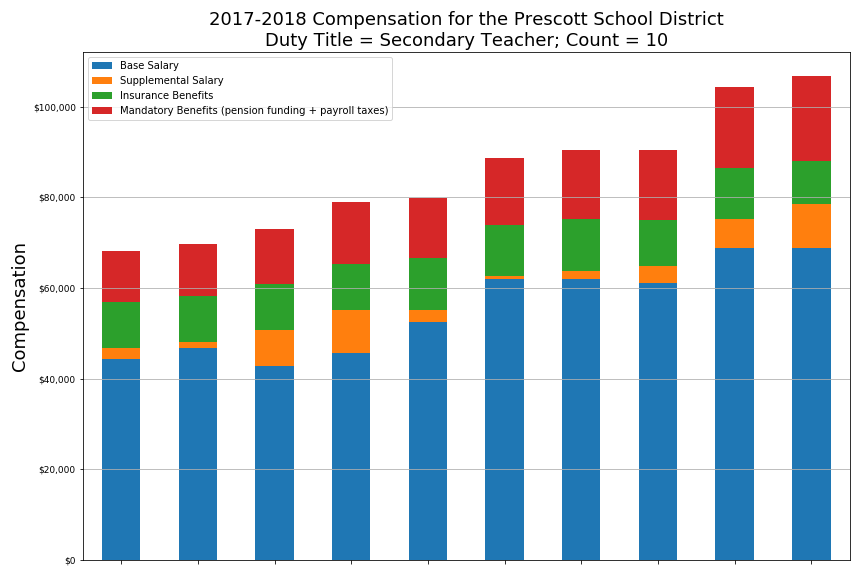 2017-2018 Compensation for the Prescott School District
Duty Title = Secondary Teacher; Count = 10
Base Salary
Supplemental Salary
Insurance Benefits
Mandatory Benefits (pension funding + payroll taxes)
Compensation
$100,000
$80,000
$60,000
$40,000
$20,000
$0